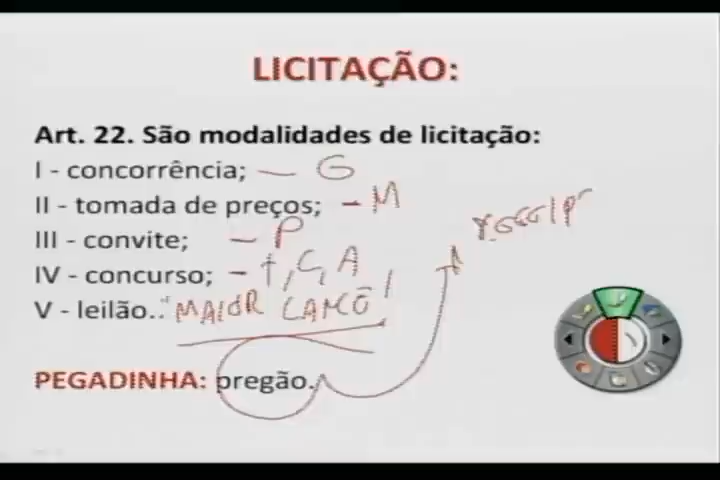 LICITAÇÃO:
Art. 22. São modalidades de licitação:
I - concorrência; — G
II - tomada de preços; - M
III - convite; — P
IV - concurso; - T, C, A
V - leilão.. MAIOR
PEGADINHA: pregão.